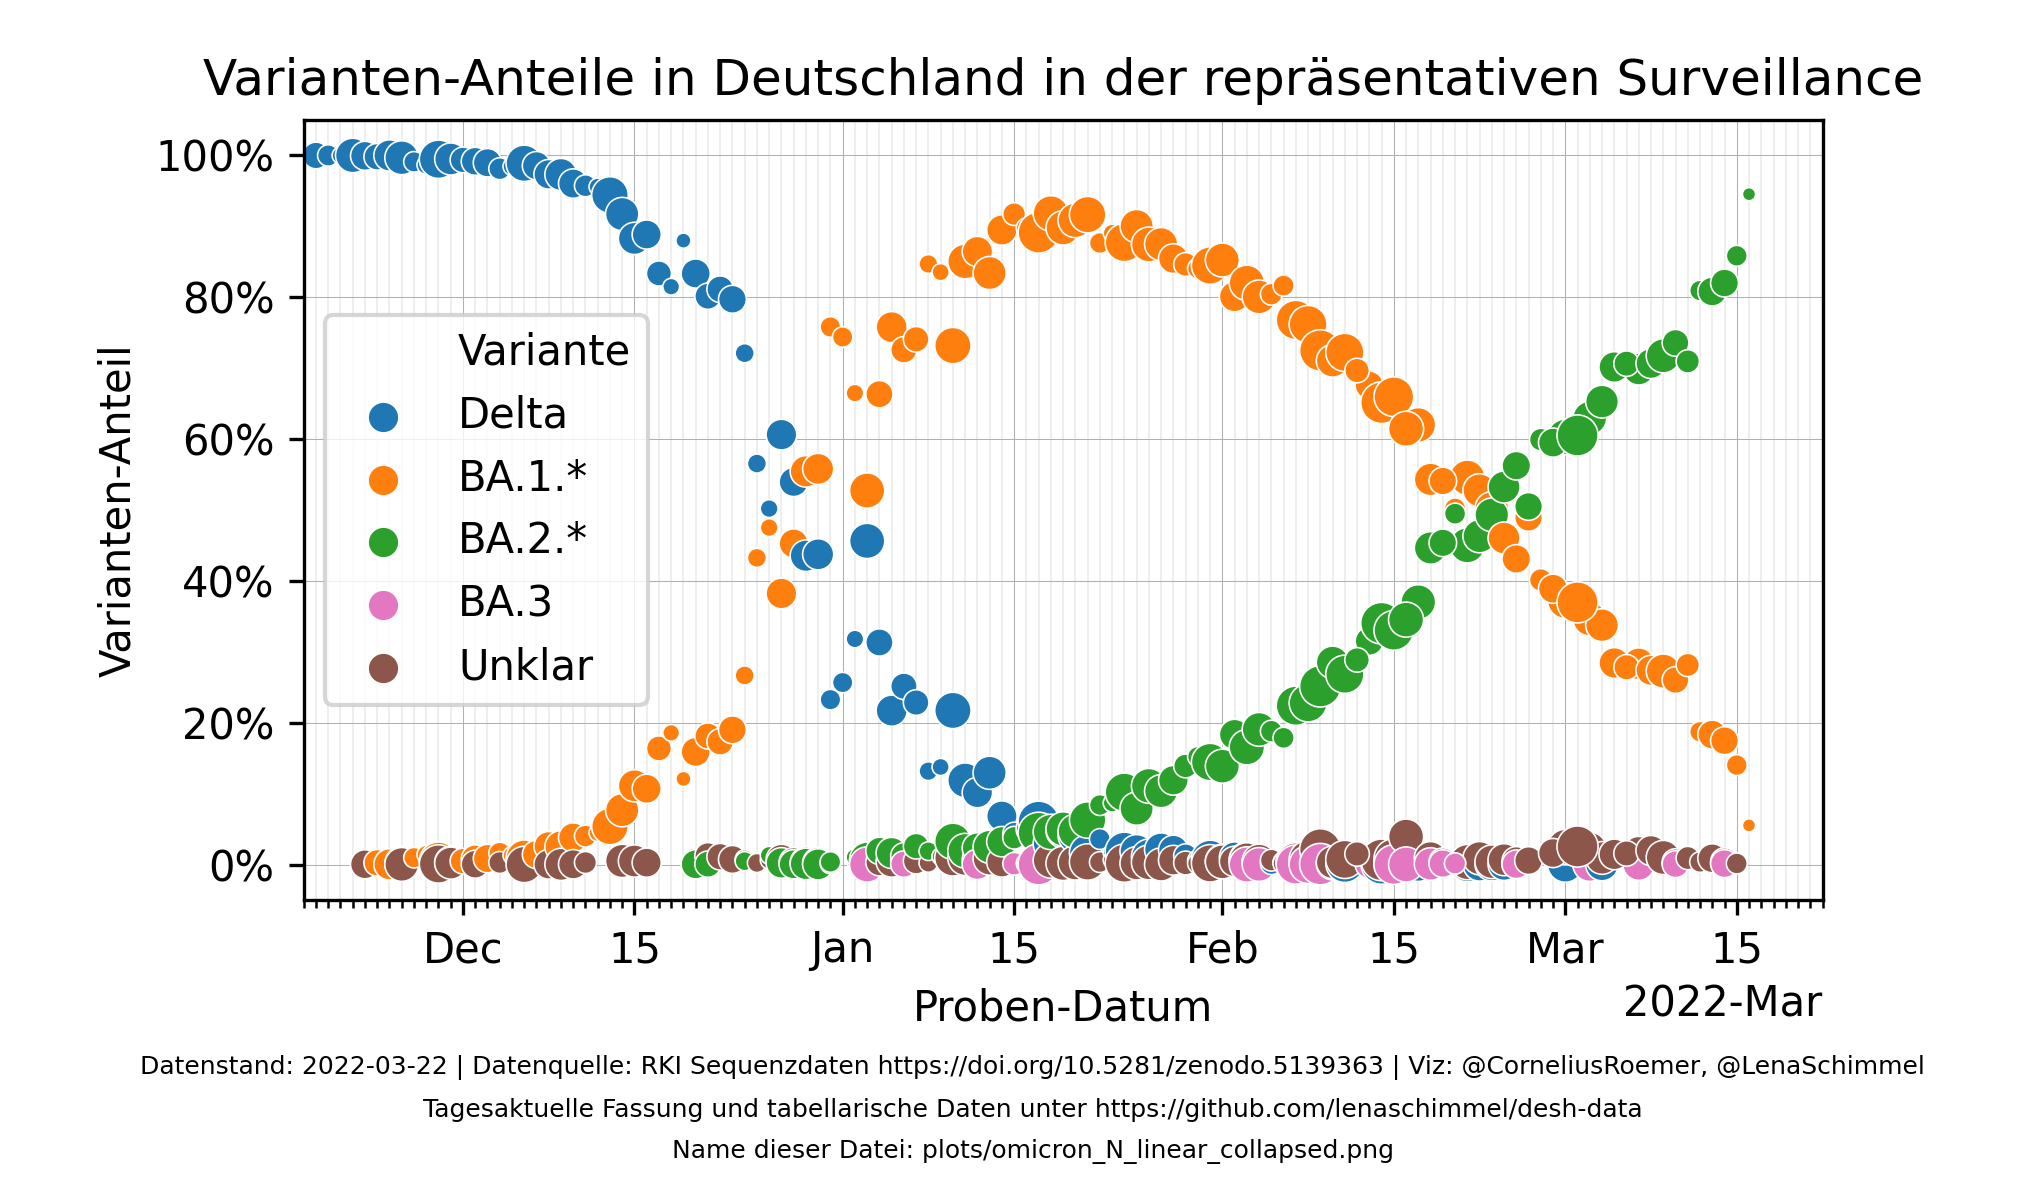 Varianten-Anteile in Deutschland in der repräsentativen Surveillance
Varianten-Anteil
100%
80%
60%
40%
20%
0%
Variante
Delta
BA.1.*
BA.2.*
BA.3
Unklar
Dec 15 Jan 15 Feb 15 Mar 15
Proben-Datum
2022-Mar
Datenstand: 2022-03-22 | Datenquelle: RKI Sequenzdaten https://doi.org/10.5281/zenodo.5139363 | Viz: @CorneliusRoemer, @LenaSchimmel
Tagesaktuelle Fassung und tabellarische Daten unter https://github.com/lenaschimmel/desh-data
Name dieser Datei: plots/omicron_N_linear_collapsed.png